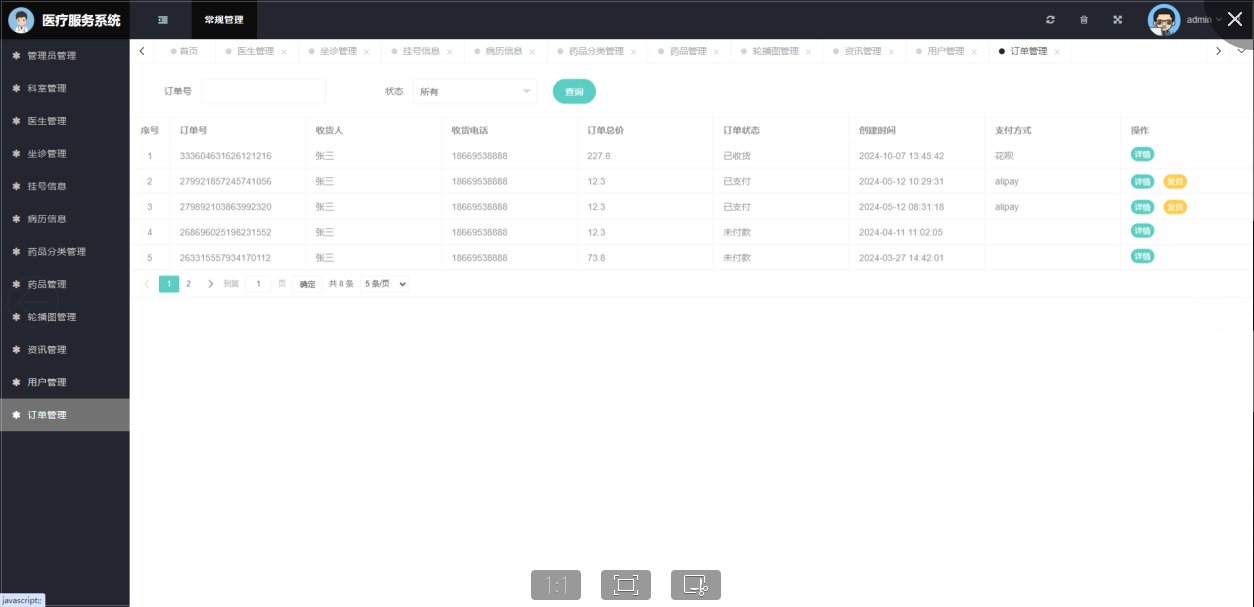 医疗服务系统
常规管理
admin
管理员管理
科室管理
医生管理
坐诊管理
挂号信息
病历信息
药品分类管理
药品管理
轮播图管理
资讯管理
用户管理
订单管理
首页 医生管理 坐诊管理 挂号信息 病历信息 药品分类管理 药品管理 轮播图管理 资讯管理 用户管理 订单管理
订单号 状态 所有 查询
序号 订单号 收货人 收货电话 订单总价 订单状态 创建时间 支付方式 操作
1 333604631626121216 张三 18669538888 227.8 已收货 2024-10-07 13:45:42 花呗 详情
2 279921857245741056 张三 18669538888 12.3 已支付 2024-05-12 10:29:31 alipay 详情 发货
3 279892103863992320 张三 18669538888 12.3 已支付 2024-05-12 08:31:18 alipay 详情 发货
4 268696025198231552 张三 18669538888 12.3 未付款 2024-04-11 11:02:05 详情
5 263315557934170112 张三 18669538888 73.8 未付款 2024-03-27 14:42:01 详情
1 2 到第 1 页 确定 共 8 条 5 条/页
1:1
javascript:;